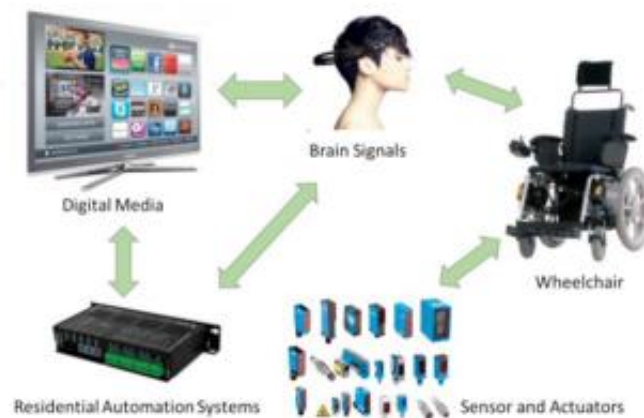 Brain Signals
Digital Media
Wheelchair
Residential Automation Systems
Sensor and Actuators